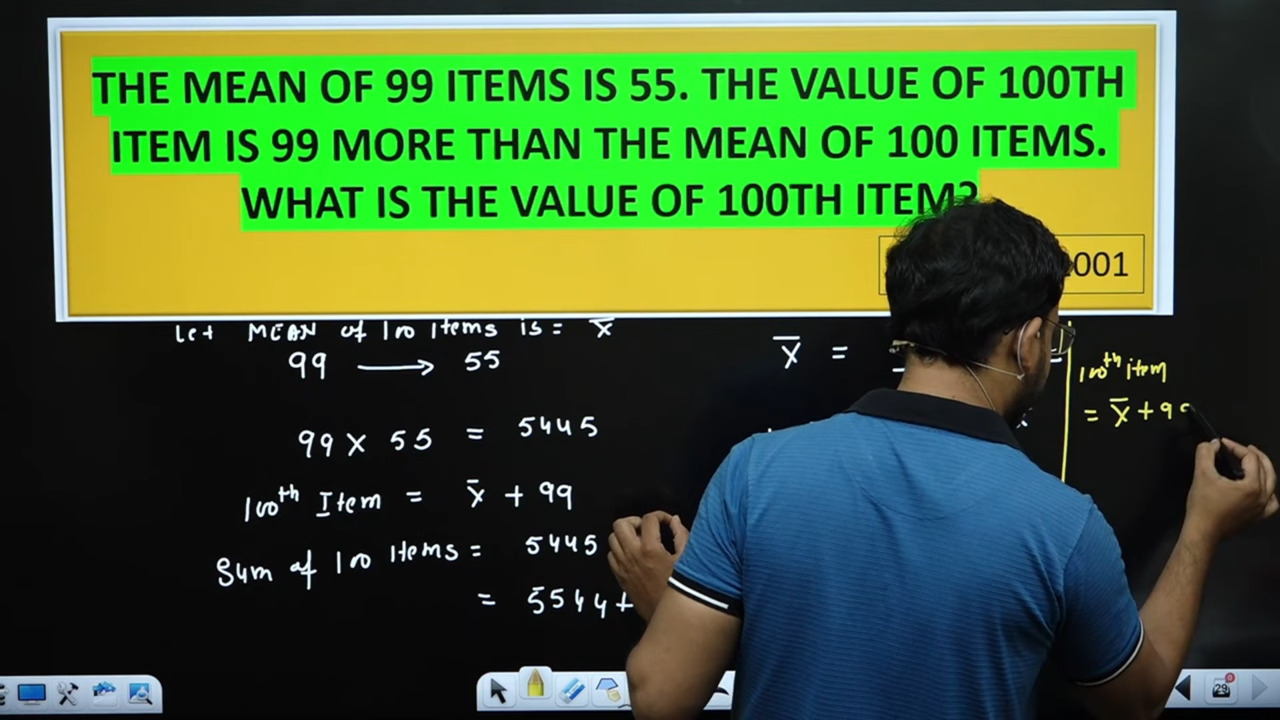 THE MEAN OF 99 ITEMS IS 55. THE VALUE OF 100TH
ITEM IS 99 MORE THAN THE MEAN OF 100 ITEMS.
WHAT IS THE VALUE OF 100TH ITEM?
001
Let MEAN of 100 items is = x̄
99 → 55
99 × 55 = 5445
100th Item = x̄ + 99
Sum of 100 items = 5445
= 5544+
x̄ =
100th item
= x̄ + 99
29